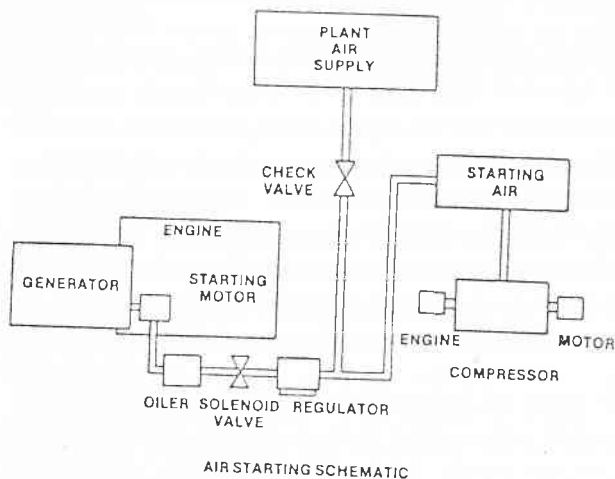 PLANT
AIR
SUPPLY
CHECK
VALVE
STARTING
AIR
ENGINE
GENERATOR
STARTING
MOTOR
ENGINE
MOTOR
COMPRESSOR
OILER SOLENOID REGULATOR
VALVE
AIR STARTING SCHEMATIC